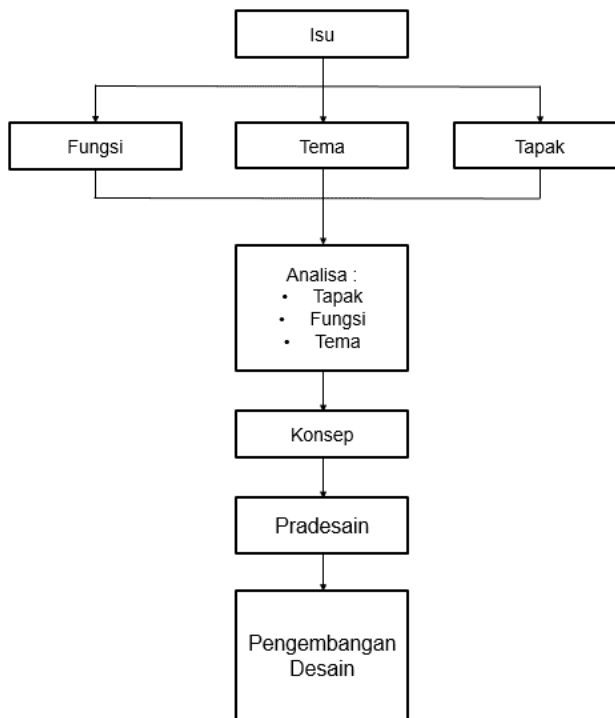 Isu
Fungsi
Tema
Tapak
Analisa :
• Tapak
• Fungsi
• Tema
Konsep
Pradesain
Pengembangan
Desain